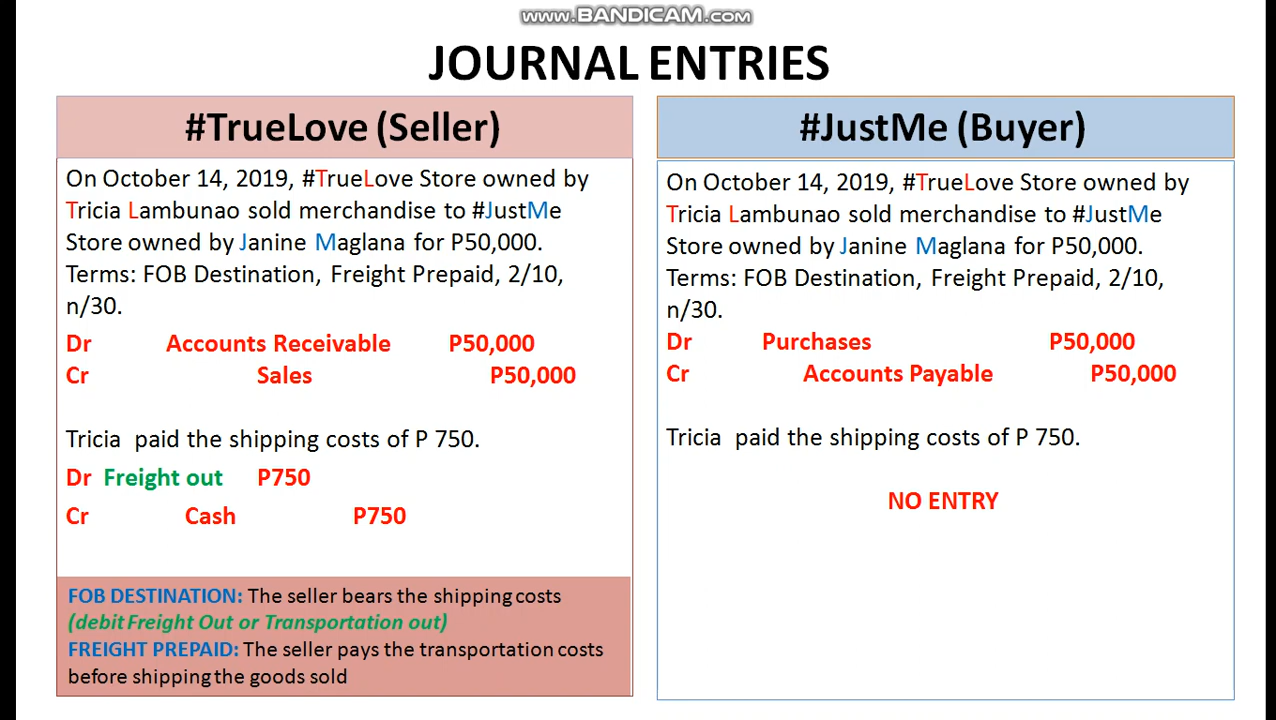 www.BANDICAM.com
JOURNAL ENTRIES
#TrueLove (Seller)
On October 14, 2019, #TrueLove Store owned by
Tricia Lambunao sold merchandise to #JustMe
Store owned by Janine Maglana for P50,000.
Terms: FOB Destination, Freight Prepaid, 2/10,
n/30.
Dr Accounts Receivable P50,000
Cr Sales P50,000
Tricia paid the shipping costs of P 750.
Dr Freight out P750
Cr Cash P750
FOB DESTINATION: The seller bears the shipping costs
(debit Freight Out or Transportation out)
FREIGHT PREPAID: The seller pays the transportation costs
before shipping the goods sold
#JustMe (Buyer)
On October 14, 2019, #TrueLove Store owned by
Tricia Lambunao sold merchandise to #JustMe
Store owned by Janine Maglana for P50,000.
Terms: FOB Destination, Freight Prepaid, 2/10,
n/30.
Dr Purchases P50,000
Cr Accounts Payable P50,000
Tricia paid the shipping costs of P 750.
NO ENTRY